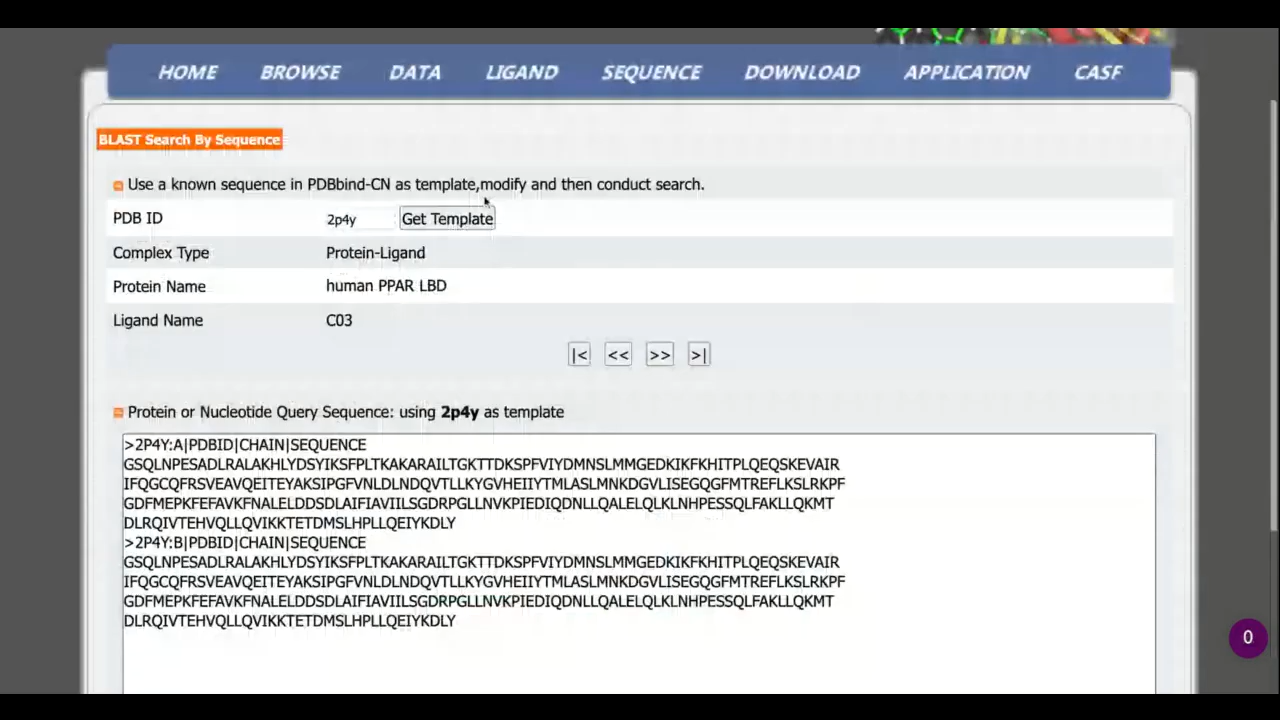 HOME BROWSE DATA LIGAND SEQUENCE DOWNLOAD APPLICATION CASF
BLAST Search By Sequence
Use a known sequence in PDBbind-CN as template,modify and then conduct search.
PDB ID 2p4y Get Template
Complex Type Protein-Ligand
Protein Name human PPAR LBD
Ligand Name C03
|< << >> >|
Protein or Nucleotide Query Sequence: using 2p4y as template
>2P4Y:A|PDBID|CHAIN|SEQUENCE
GSQLNPESADLRALAKHLYDSYIKSFPLTKAKARAILTGKTTDKSPFVIYDMNSLMMGEDKIKFKHITPLQEQSKEVAIR
IFQGCQFRSVEAVQEITEYAKSIPGFVNLDLNDQVTLLKYGVHEIIYTMLASLMNKDGVLISEGQGFMTREFLKSLRKPF
GDFMEPKFEFAVKFNALELDDSDLAIFIAVIILSGDRPGLLNVKPIEDIQDNLLQALELQLKLNHPESSQLFAKLLQKMT
DLRQIVTEHVQLLQVIKKTETDMSLHPLLQEIYKDLY
>2P4Y:B|PDBID|CHAIN|SEQUENCE
GSQLNPESADLRALAKHLYDSYIKSFPLTKAKARAILTGKTTDKSPFVIYDMNSLMMGEDKIKFKHITPLQEQSKEVAIR
IFQGCQFRSVEAVQEITEYAKSIPGFVNLDLNDQVTLLKYGVHEIIYTMLASLMNKDGVLISEGQGFMTREFLKSLRKPF
GDFMEPKFEFAVKFNALELDDSDLAIFIAVIILSGDRPGLLNVKPIEDIQDNLLQALELQLKLNHPESSQLFAKLLQKMT
DLRQIVTEHVQLLQVIKKTETDMSLHPLLQEIYKDLY
0